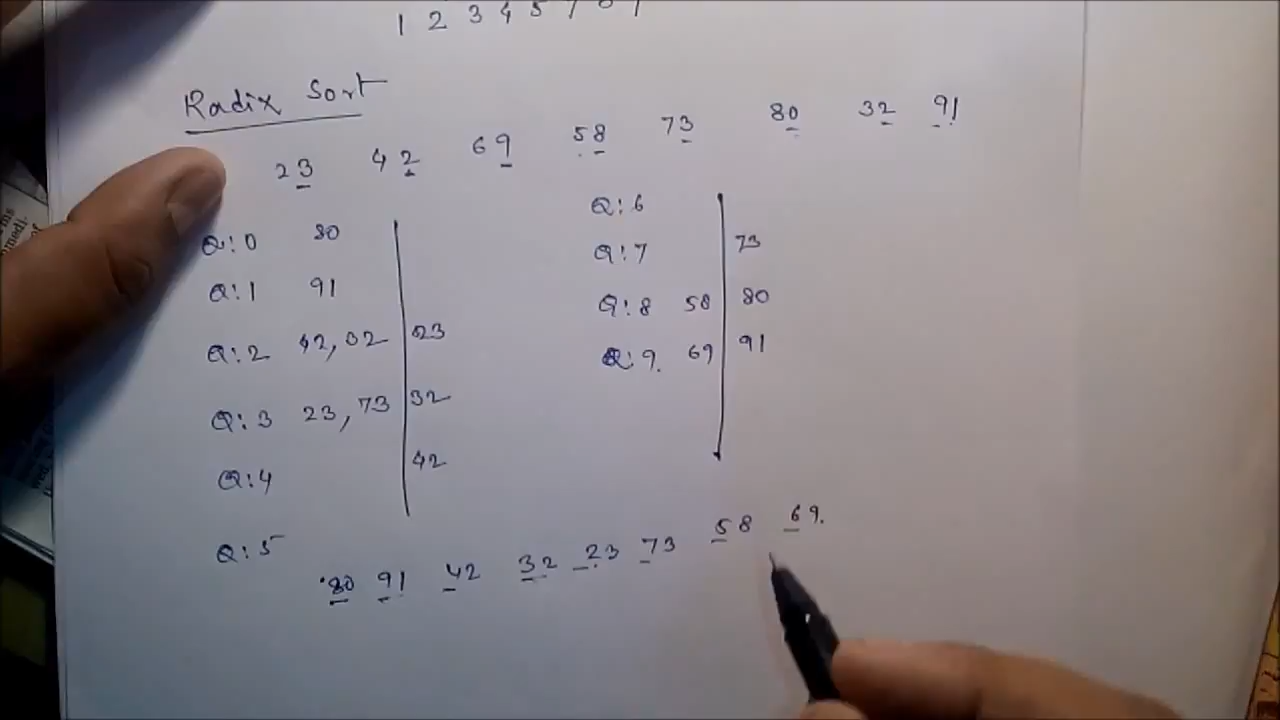 1 2 3 4 5 7
Radix Sort
23 42 69 58 73 80 32 91
Q:0 80
Q:1 91
Q:2 42, 32 23
Q:3 23, 73 32
Q:4 42
Q:5
Q:6
Q:7 73
Q:8 58 80
Q:9. 69 91
80 91 42 32 23 73 58 69.